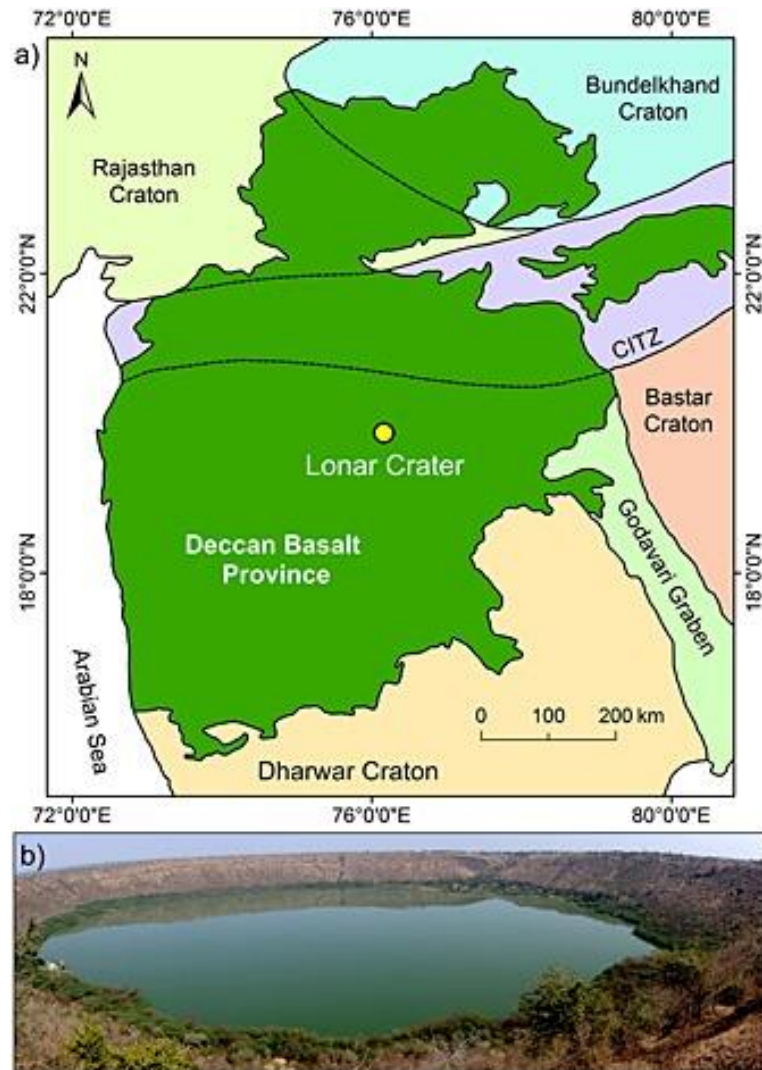 72°0'0"E
76°0'0"E
80°0'0"E
a)
N
Bundelkhand
Craton
Rajasthan
Craton
22°0'0"N
22°0'0"N
CITZ
Bastar
Craton
Lonar Crater
Godavari Graben
Deccan Basalt
Province
18°0'0"N
18°0'0"N
Arabian Sea
0 100 200 km
Dharwar Craton
72°0'0"E
76°0'0"E
80°0'0"E
b)